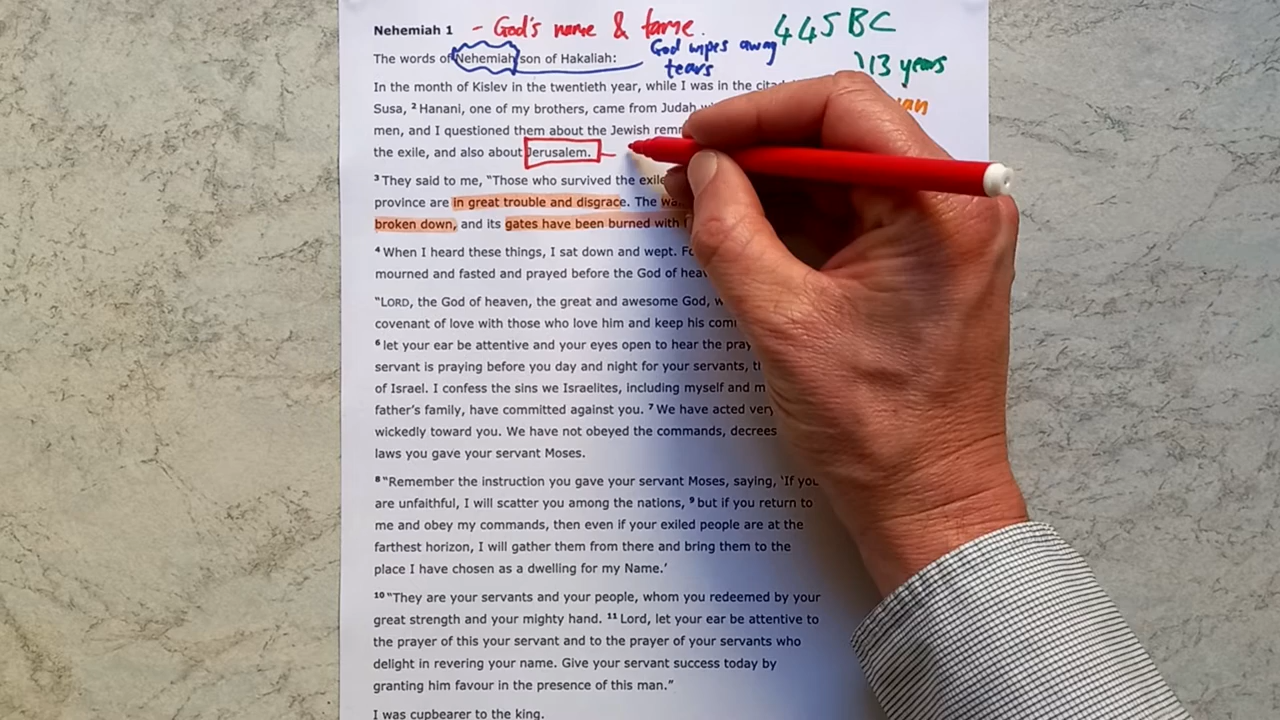 Nehemiah 1 - God's name & fame. 445 BC
The words of Nehemiah son of Hakaliah: God wipes away
tears 113 years
In the month of Kislev in the twentieth year, while I was in the
Susa, ² Hanani, one of my brothers, came from Judah
men, and I questioned them about the Jewish
the exile, and also about Jerusalem. –
³ They said to me, “Those who survived the exile
province are in great trouble and disgrace. The
broken down, and its gates have been burned with
⁴ When I heard these things, I sat down and wept.
mourned and fasted and prayed before the God of
“LORD, the God of heaven, the great and awesome God,
covenant of love with those who love him and keep his
⁶ let your ear be attentive and your eyes open to hear the
servant is praying before you day and night for your servants,
of Israel. I confess the sins we Israelites, including myself and
father’s family, have committed against you. ⁷ We have acted very
wickedly toward you. We have not obeyed the commands, decrees
laws you gave your servant Moses.
⁸ “Remember the instruction you gave your servant Moses, saying, ‘If you
are unfaithful, I will scatter you among the nations, ⁹ but if you return to
me and obey my commands, then even if your exiled people are at the
farthest horizon, I will gather them from there and bring them to the
place I have chosen as a dwelling for my Name.’
¹⁰ “They are your servants and your people, whom you redeemed by your
great strength and your mighty hand. ¹¹ Lord, let your ear be attentive to
the prayer of this your servant and to the prayer of your servants who
delight in revering your name. Give your servant success today by
granting him favour in the presence of this man.”
I was cupbearer to the king.